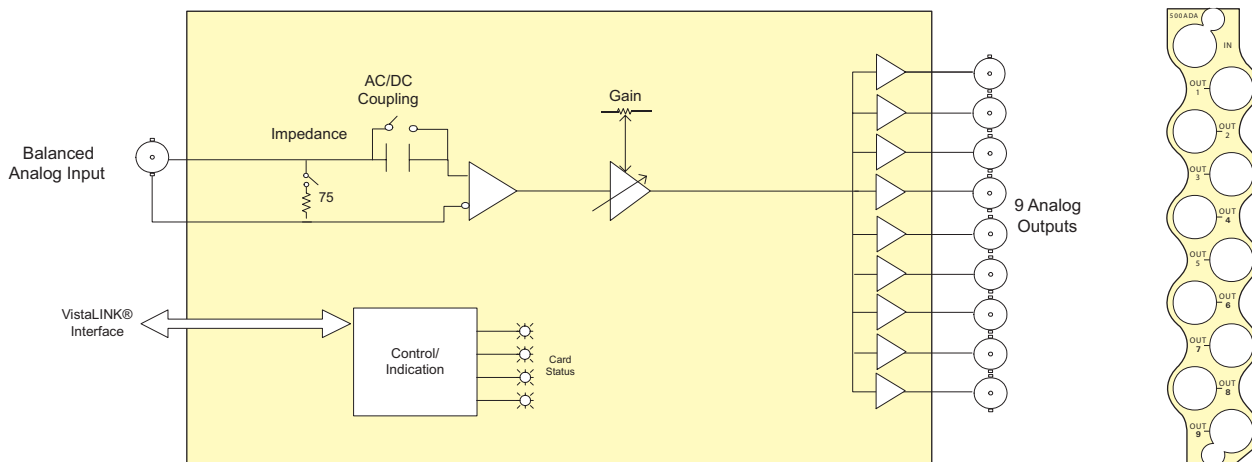 AC/DC
Coupling
Gain
Impedance
75
Balanced
Analog Input
9 Analog
Outputs
VistaLINK®
Interface
Control/
Indication
Card
Status
500ADA
IN
OUT
1
OUT
2
OUT
3
OUT
4
OUT
5
OUT
6
OUT
7
OUT
8
OUT
9